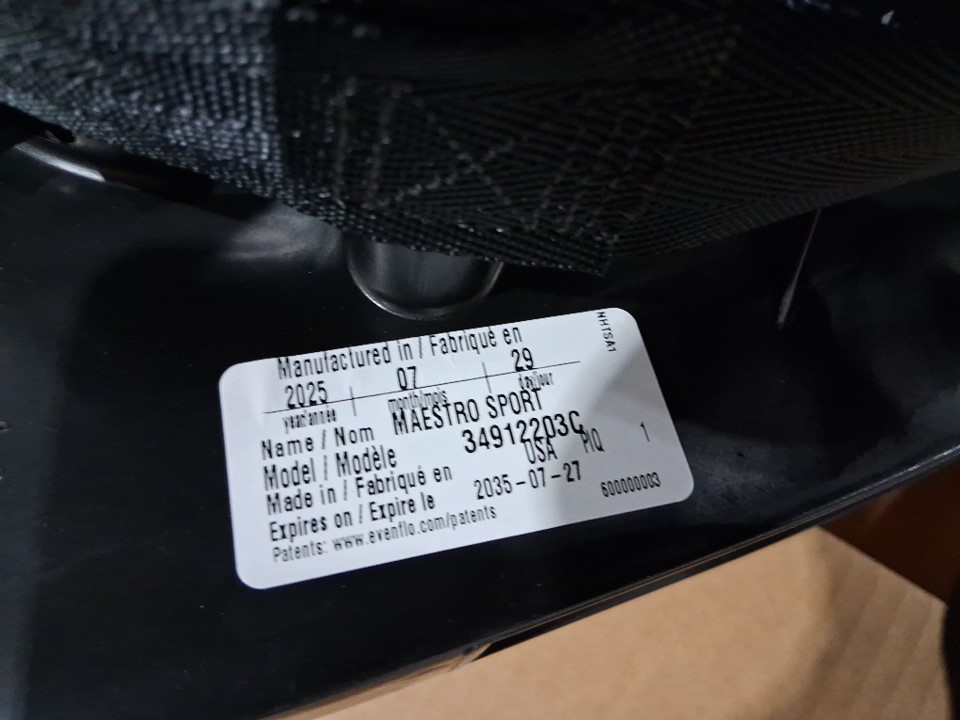 Manufactured in / Fabriqué en
2025 | 07 | 29
year/année month/mois day/jour
Name / Nom MAESTRO SPORT
Model / Modèle 34912203C
Made in / Fabriqué en USA PIQ 1
Expires on / Expire le 2035-07-27
Patents: www.evenflo.com/patents 600000003
NHTSA1